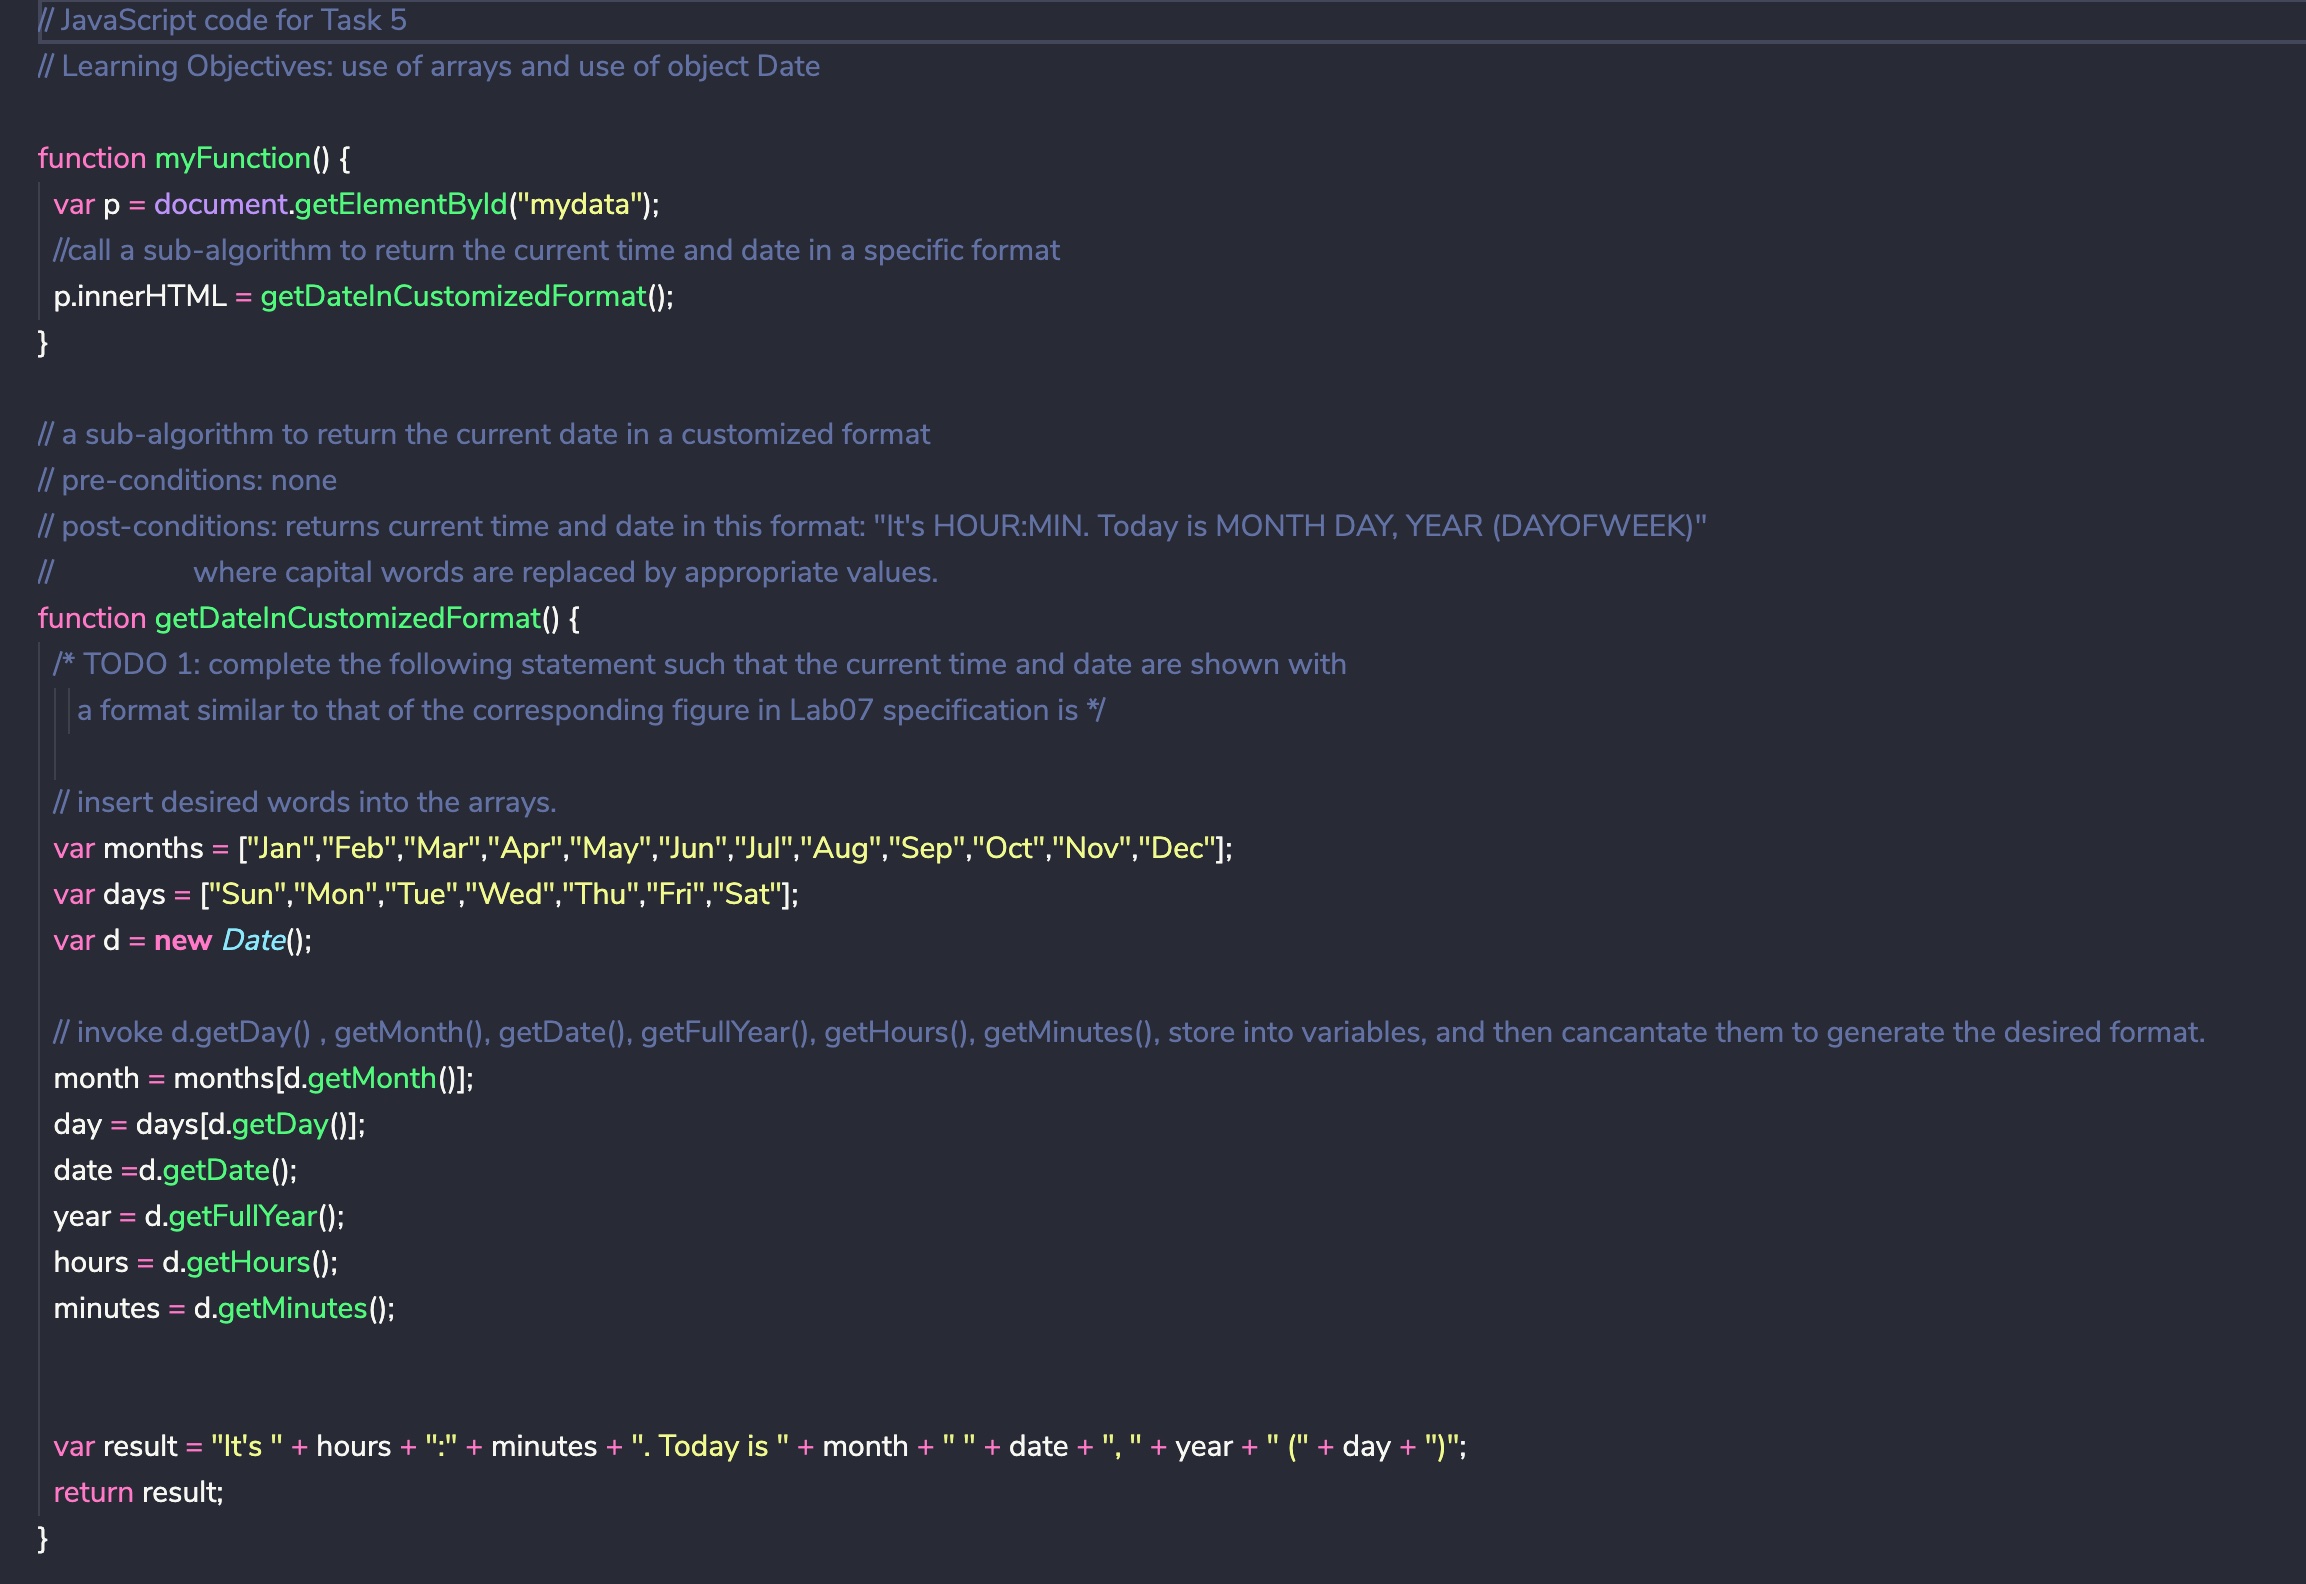 // JavaScript code for Task 5
// Learning Objectives: use of arrays and use of object Date
function myFunction() {
var p = document.getElementById("mydata");
//call a sub-algorithm to return the current time and date in a specific format
p.innerHTML = getDateInCustomizedFormat();
}
// a sub-algorithm to return the current date in a customized format
// pre-conditions: none
// post-conditions: returns current time and date in this format: "It's HOUR:MIN. Today is MONTH DAY, YEAR (DAYOFWEEK)"
// where capital words are replaced by appropriate values.
function getDateInCustomizedFormat() {
/* TODO 1: complete the following statement such that the current time and date are shown with
a format similar to that of the corresponding figure in Lab07 specification is */
// insert desired words into the arrays.
var months = ["Jan","Feb","Mar","Apr","May","Jun","Jul","Aug","Sep","Oct","Nov","Dec"];
var days = ["Sun","Mon","Tue","Wed","Thu","Fri","Sat"];
var d = new Date();
// invoke d.getDay() , getMonth(), getDate(), getFullYear(), getHours(), getMinutes(), store into variables, and then cancantate them to generate the desired format.
month = months[d.getMonth()];
day = days[d.getDay()];
date =d.getDate();
year = d.getFullYear();
hours = d.getHours();
minutes = d.getMinutes();
var result = "It's " + hours + ":" + minutes + ". Today is " + month + " " + date + ", " + year + " (" + day + ")";
return result;
}